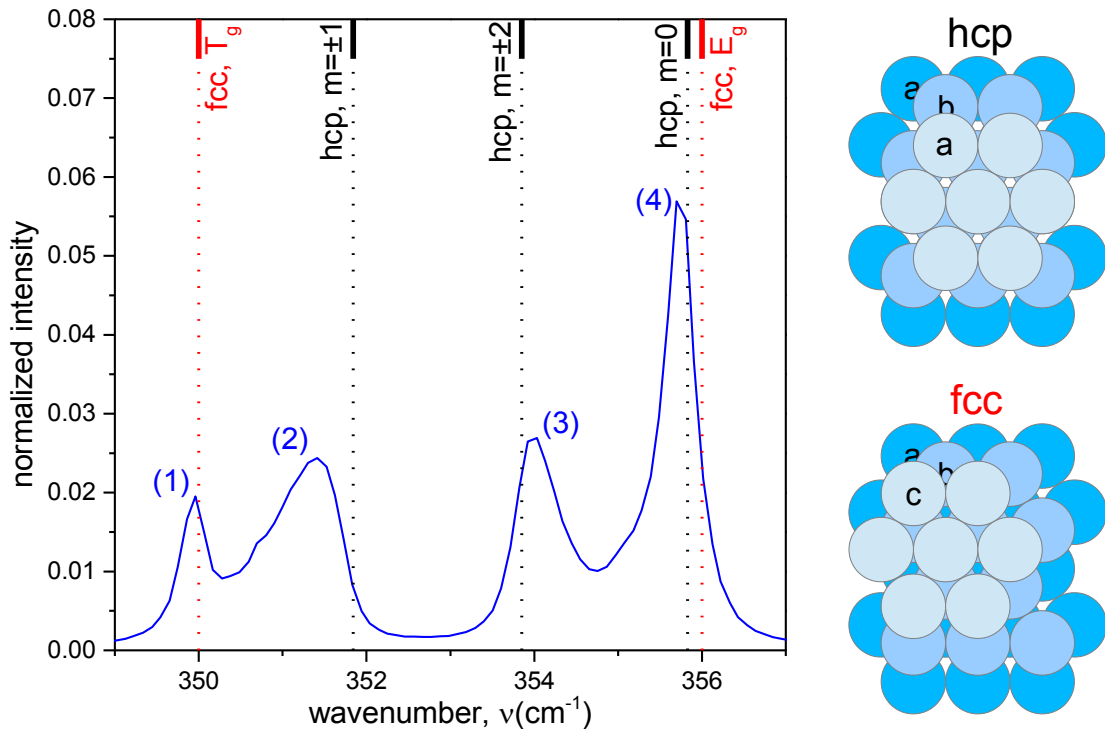 0.08
0.07
0.06
0.05
0.04
0.03
0.02
0.01
0.00
normalized intensity
350
352
354
356
wavenumber, ν(cm⁻¹)
fcc, T_g
hcp, m=±1
hcp, m=±2
hcp, m=0
fcc, E_g
(1)
(2)
(3)
(4)
hcp
a
b
a
fcc
a
b
c